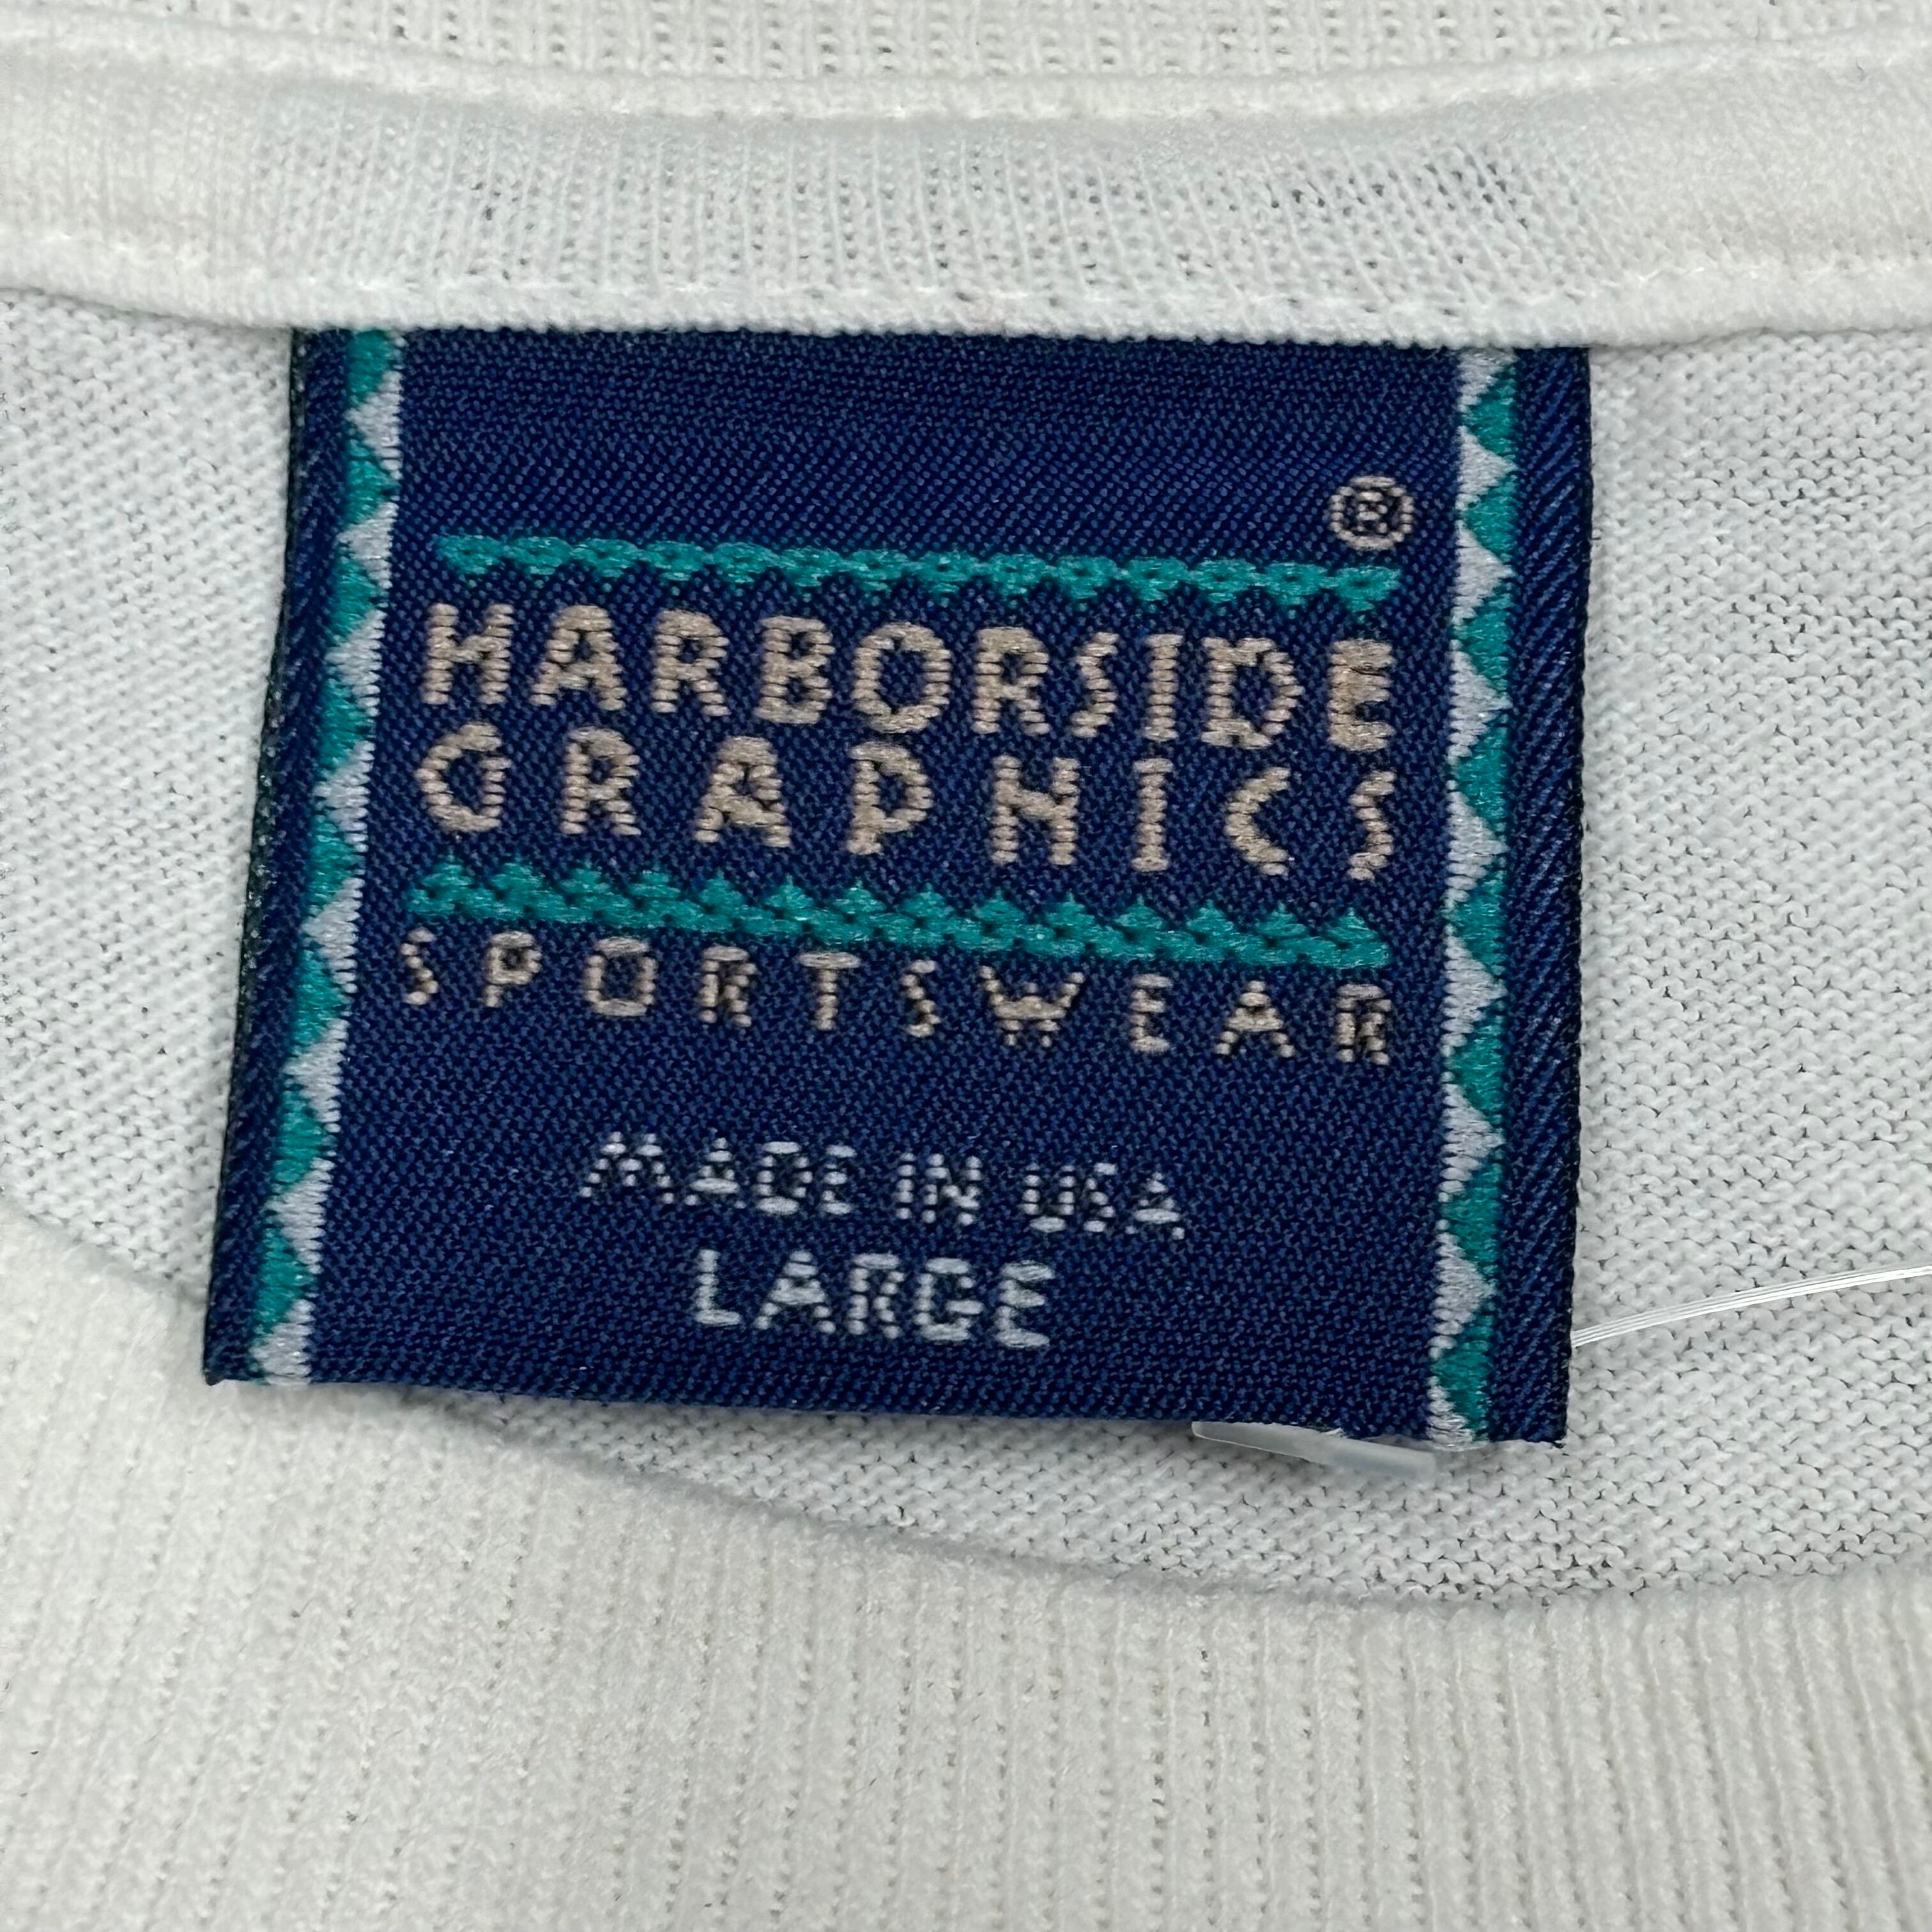 ®
HARBORSIDE
GRAPHICS
SPORTSWEAR
MADE IN USA
LARGE